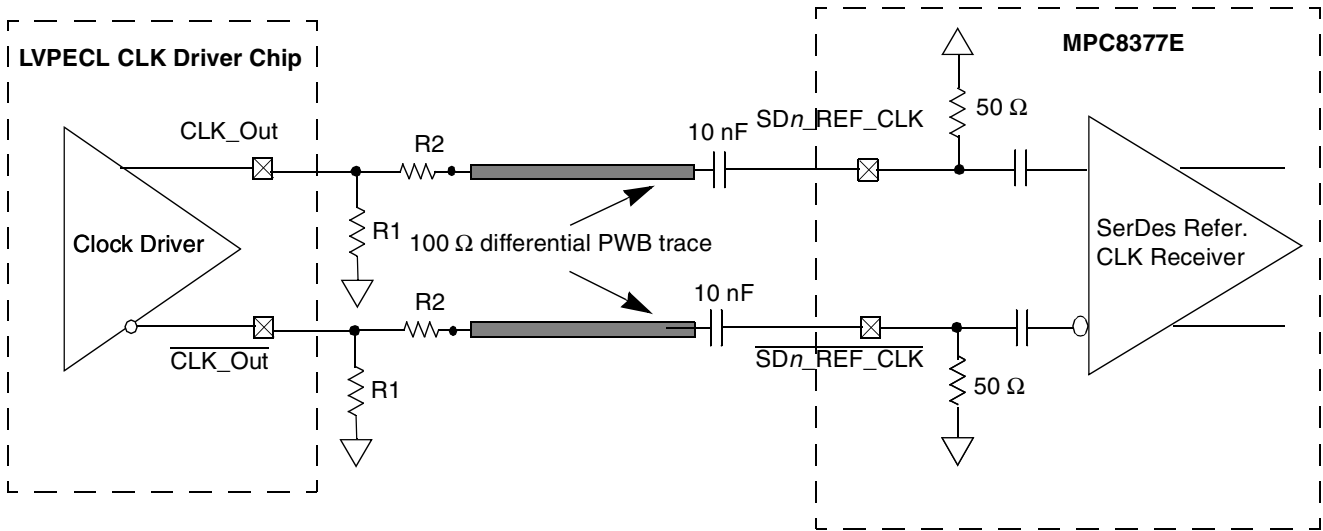 LVPECL CLK Driver Chip
MPC8377E
CLK_Out
Clock Driver
CLK_Out
R1
R2
R1
R2
100 Ω differential PWB trace
10 nF
10 nF
SDn_REF_CLK
SDn_REF_CLK
50 Ω
50 Ω
SerDes Refer.
CLK Receiver